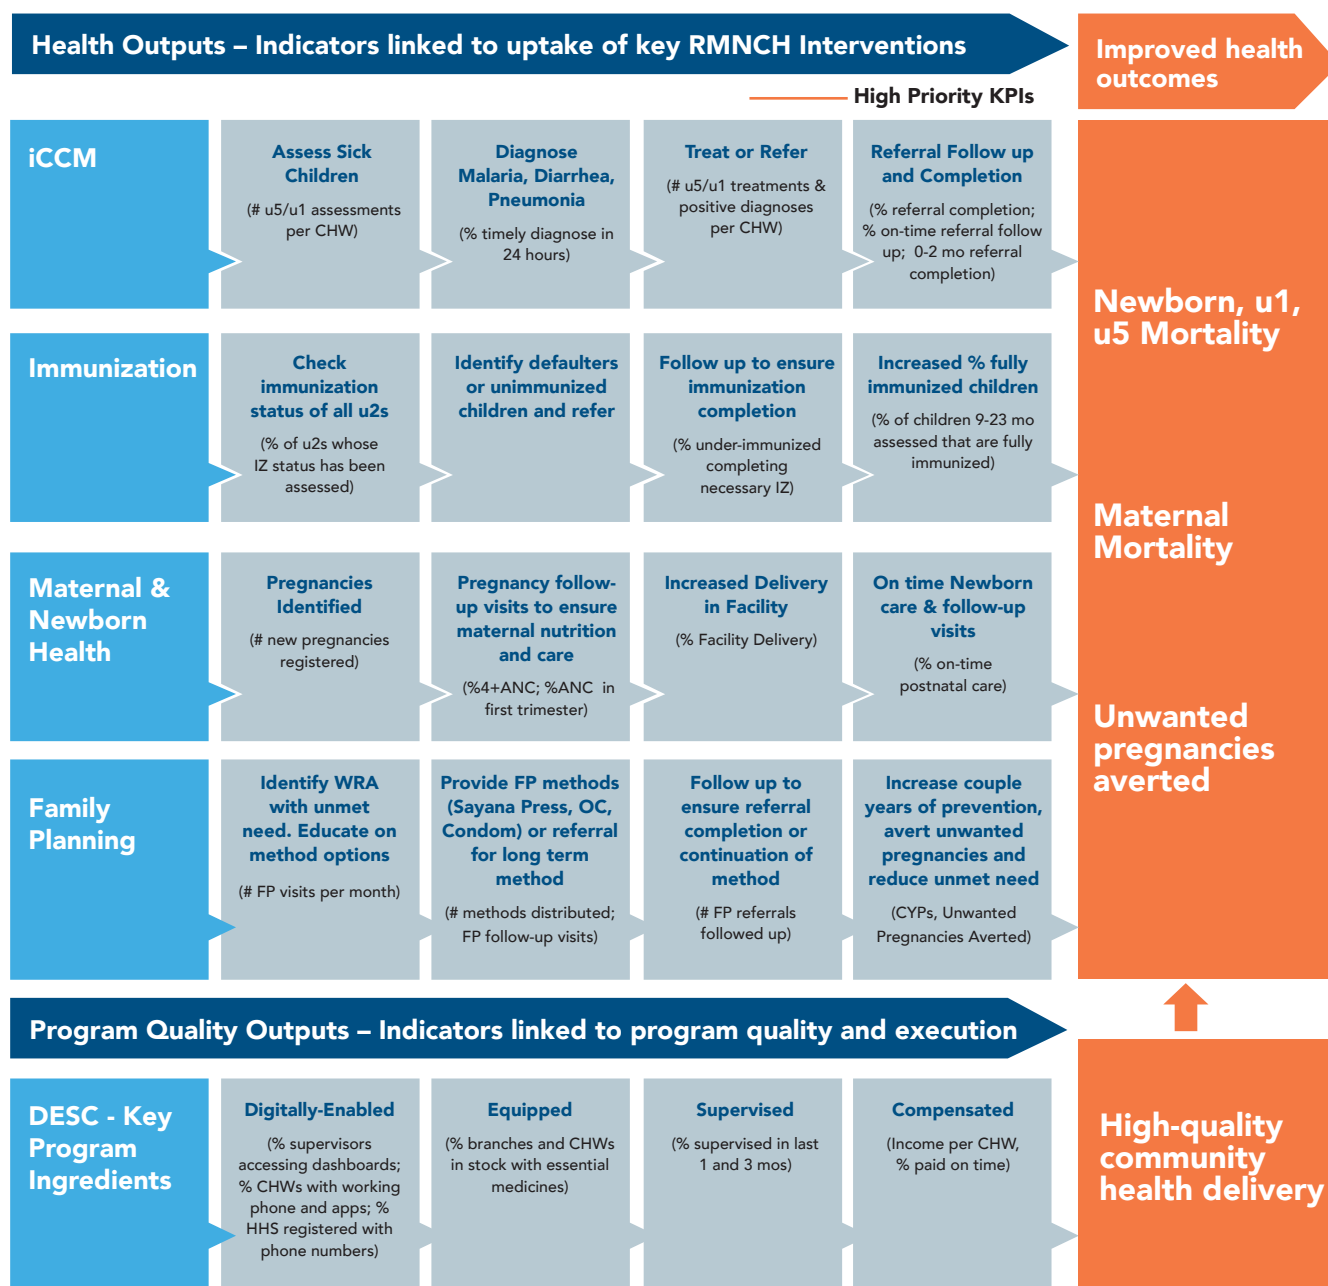 Health Outputs – Indicators linked to uptake of key RMNCH Interventions
Improved health
outcomes
High Priority KPIs
iCCM
Assess Sick
Children
(# u5/u1 assessments
per CHW)
Diagnose
Malaria, Diarrhea,
Pneumonia
(% timely diagnose in
24 hours)
Treat or Refer
(# u5/u1 treatments &
positive diagnoses
per CHW)
Referral Follow up
and Completion
(% referral completion;
% on-time referral follow
up; 0-2 mo referral
completion)
Immunization
Check
immunization
status of all u2s
(% of u2s whose
IZ status has been
assessed)
Identify defaulters
or unimmunized
children and refer
Follow up to ensure
immunization
completion
(% under-immunized
completing
necessary IZ)
Increased % fully
immunized children
(% of children 9-23 mo
assessed that are fully
immunized)
Maternal &
Newborn
Health
Pregnancies
Identified
(# new pregnancies
registered)
Pregnancy follow-
up visits to ensure
maternal nutrition
and care
(%4+ANC; %ANC in
first trimester)
Increased Delivery
in Facility
(% Facility Delivery)
On time Newborn
care & follow-up
visits
(% on-time
postnatal care)
Family
Planning
Identify WRA
with unmet
need. Educate on
method options
(# FP visits per month)
Provide FP methods
(Sayana Press, OC,
Condom) or referral
for long term
method
(# methods distributed;
FP follow-up visits)
Follow up to
ensure referral
completion or
continuation of
method
(# FP referrals
followed up)
Increase couple
years of prevention,
avert unwanted
pregnancies and
reduce unmet need
(CYPs, Unwanted
Pregnancies Averted)
Newborn, u1,
u5 Mortality
Maternal
Mortality
Unwanted
pregnancies
averted
Program Quality Outputs – Indicators linked to program quality and execution
DESC - Key
Program
Ingredients
Digitally-Enabled
(% supervisors
accessing dashboards;
% CHWs with working
phone and apps; %
HHS registered with
phone numbers)
Equipped
(% branches and CHWs
in stock with essential
medicines)
Supervised
(% supervised in last
1 and 3 mos)
Compensated
(Income per CHW,
% paid on time)
High-quality
community
health delivery